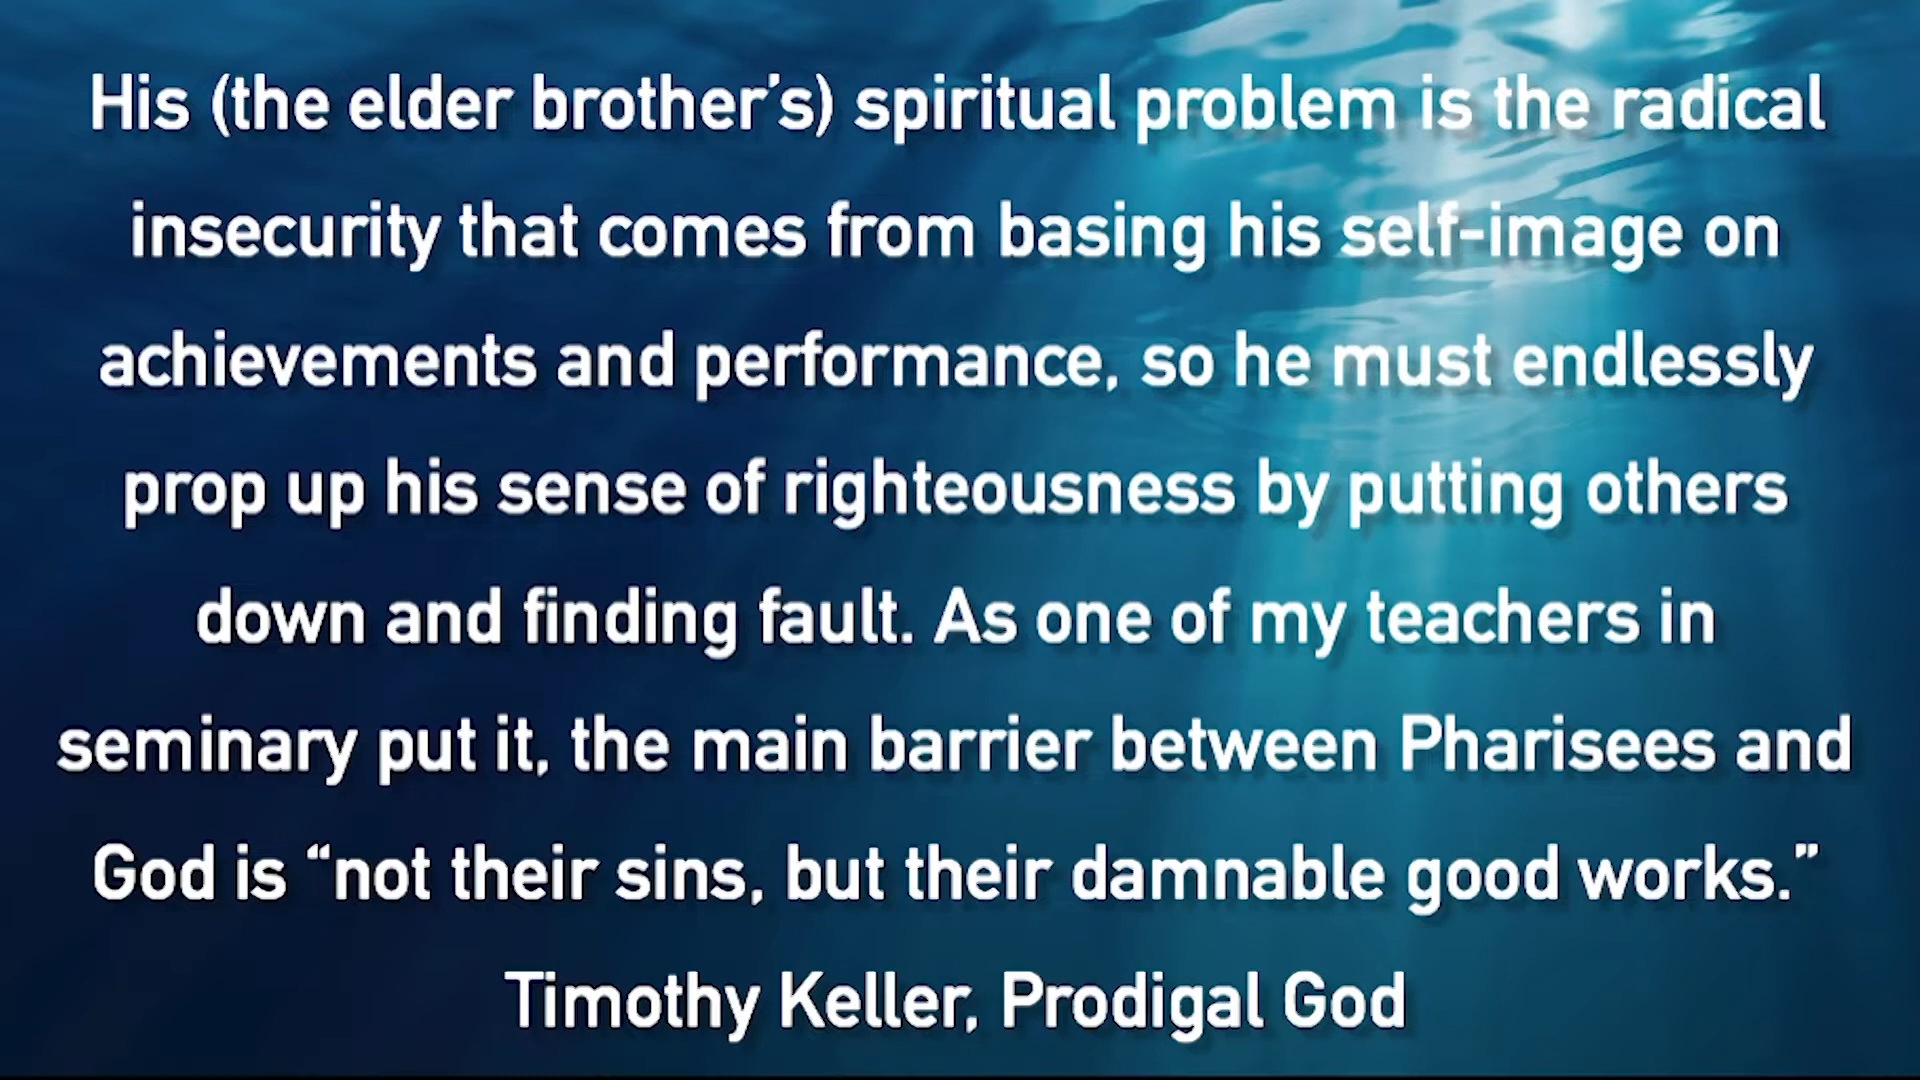 His (the elder brother’s) spiritual problem is the radical
insecurity that comes from basing his self-image on
achievements and performance, so he must endlessly
prop up his sense of righteousness by putting others
down and finding fault. As one of my teachers in
seminary put it, the main barrier between Pharisees and
God is “not their sins, but their damnable good works.”
Timothy Keller, Prodigal God